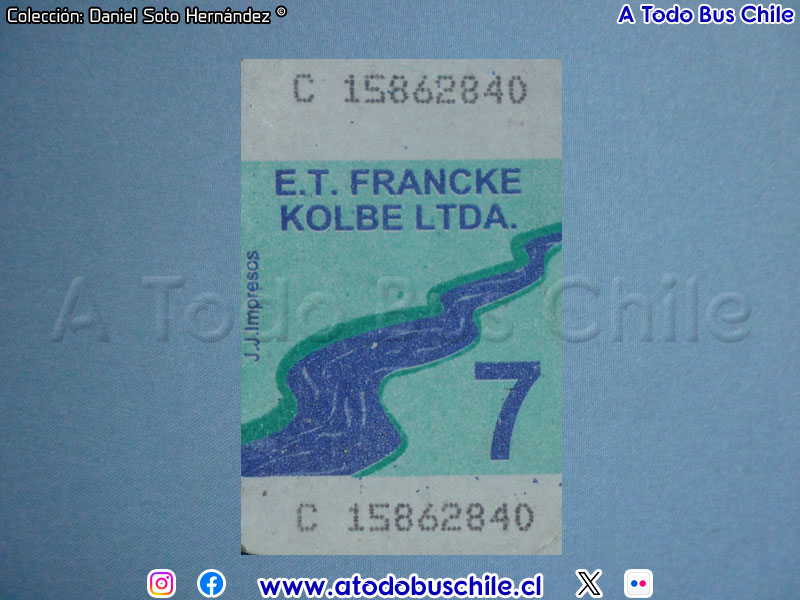 Colección: Daniel Soto Hernández ©
A Todo Bus Chile
C 15862840
E.T. FRANCKE
KOLBE LTDA.
J.J.Impresos
A Todo Bus Chile
7
C 15862840
www.atodobuschile.cl